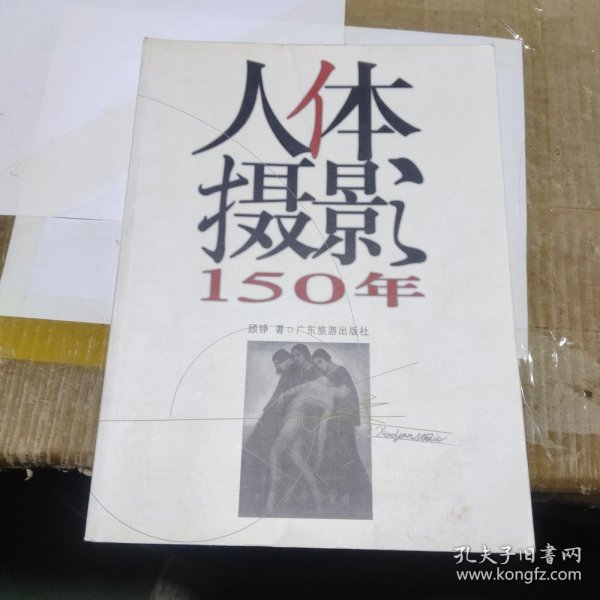 人体
摄影
150年
顾铮 著□广东旅游出版社
孔夫子旧书网
www.kongfz.com